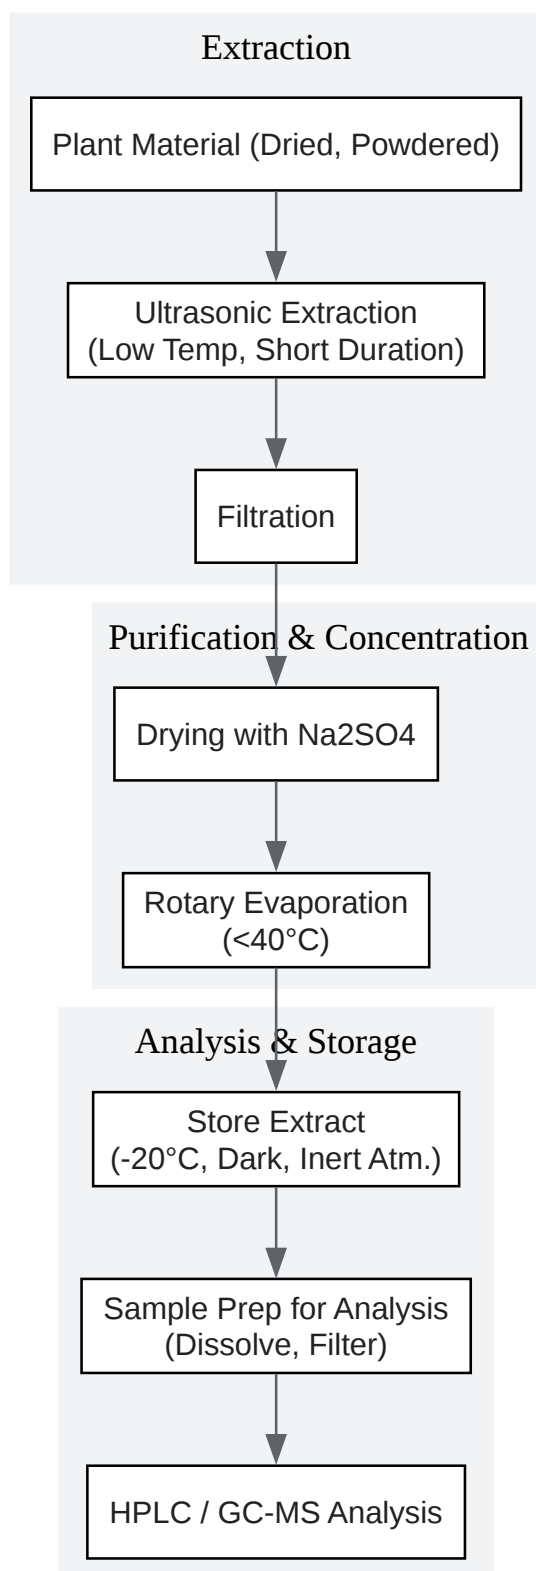 Extraction
Plant Material (Dried, Powdered)
Ultrasonic Extraction
(Low Temp, Short Duration)
Filtration
Purification & Concentration
Drying with Na2SO4
Rotary Evaporation
(<40°C)
Analysis & Storage
Store Extract
(-20°C, Dark, Inert Atm.)
Sample Prep for Analysis
(Dissolve, Filter)
HPLC / GC-MS Analysis